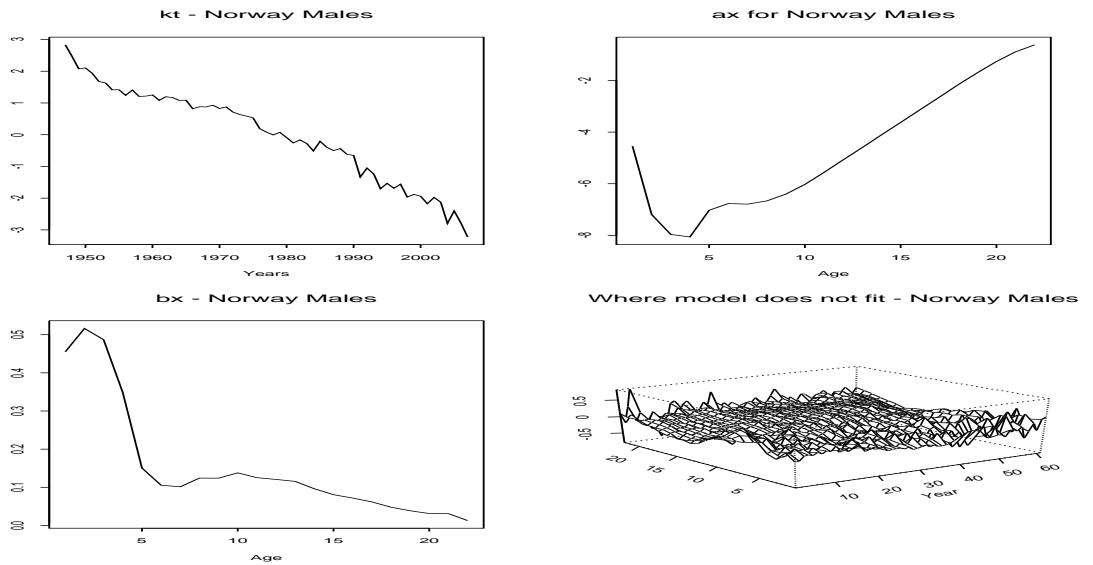 kt - Norway Males
3
2
1
0
-1
-2
-3
1950 1960 1970 1980 1990 2000
Years
ax for Norway Males
-2
-4
-6
-8
5 10 15 20
Age
bx - Norway Males
0.5
0.4
0.3
0.2
0.1
0.0
5 10 15 20
Age
Where model does not fit - Norway Males
0.5
0
-0.5
20 15 10 5
10 20 30 40 50 60
Year